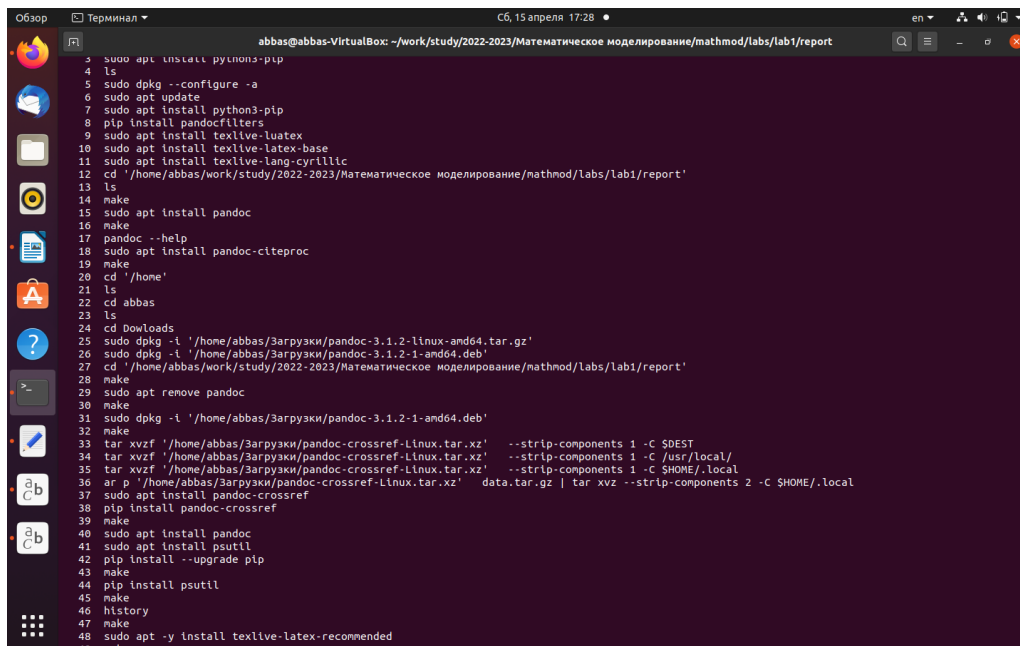 Обзор
Терминал
Сб, 15 апреля 17:28
en
abbas@abbas-VirtualBox: ~/work/study/2022-2023/Математическое моделирование/mathmod/labs/lab1/report
3 sudo apt install python3-pip
4 ls
5 sudo dpkg --configure -a
6 sudo apt update
7 sudo apt install python3-pip
8 pip install pandocfilters
9 sudo apt install texlive-luatex
10 sudo apt install texlive-latex-base
11 sudo apt install texlive-lang-cyrillic
12 cd '/home/abbas/work/study/2022-2023/Математическое моделирование/mathmod/labs/lab1/report'
13 ls
14 make
15 sudo apt install pandoc
16 make
17 pandoc --help
18 sudo apt install pandoc-citeproc
19 make
20 cd '/home'
21 ls
22 cd abbas
23 ls
24 cd Dowloads
25 sudo dpkg -i '/home/abbas/Загрузки/pandoc-3.1.2-linux-amd64.tar.gz'
26 sudo dpkg -i '/home/abbas/Загрузки/pandoc-3.1.2-1-amd64.deb'
27 cd '/home/abbas/work/study/2022-2023/Математическое моделирование/mathmod/labs/lab1/report'
28 make
29 sudo apt remove pandoc
30 make
31 sudo dpkg -i '/home/abbas/Загрузки/pandoc-3.1.2-1-amd64.deb'
32 make
33 tar xvzf '/home/abbas/Загрузки/pandoc-crossref-Linux.tar.xz' --strip-components 1 -C $DEST
34 tar xvzf '/home/abbas/Загрузки/pandoc-crossref-Linux.tar.xz' --strip-components 1 -C /usr/local/
35 tar xvzf '/home/abbas/Загрузки/pandoc-crossref-Linux.tar.xz' --strip-components 1 -C $HOME/.local
36 ar p '/home/abbas/Загрузки/pandoc-crossref-Linux.tar.xz' data.tar.gz | tar xvz --strip-components 2 -C $HOME/.local
37 sudo apt install pandoc-crossref
38 pip install pandoc-crossref
39 make
40 sudo apt install pandoc
41 sudo apt install psutil
42 pip install --upgrade pip
43 make
44 pip install psutil
45 make
46 history
47 make
48 sudo apt -y install texlive-latex-recommended